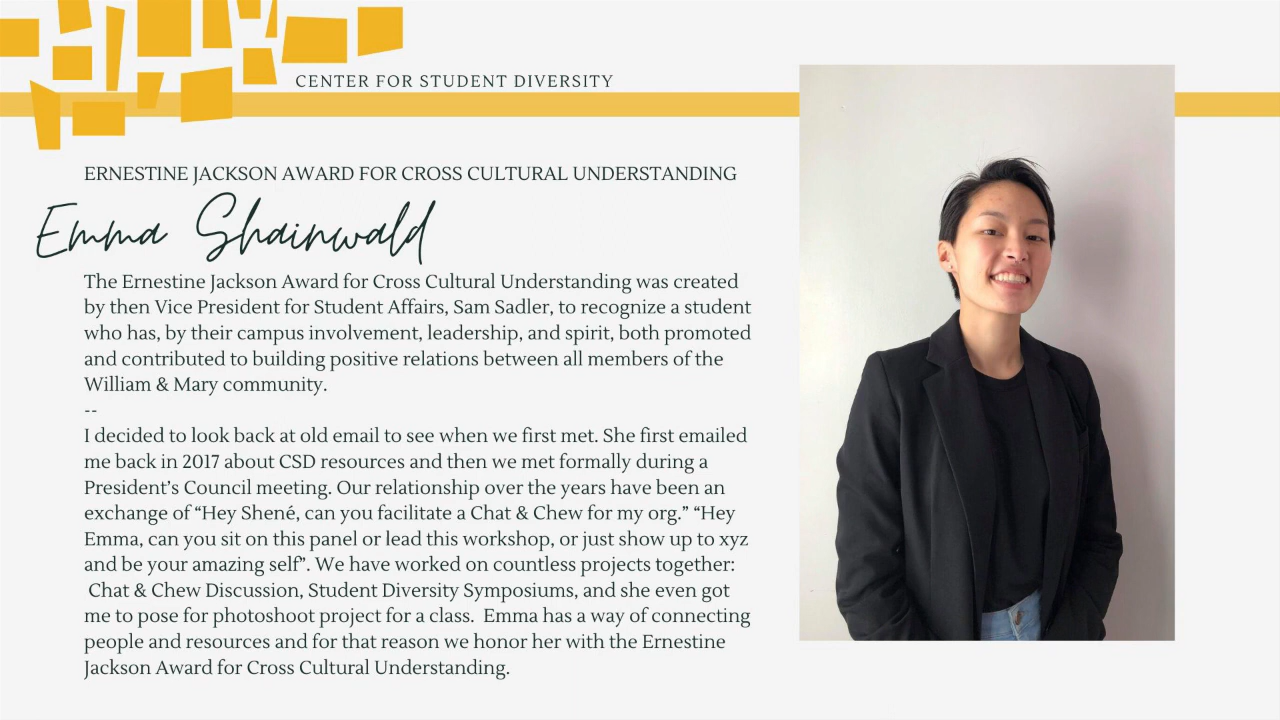 CENTER FOR STUDENT DIVERSITY
ERNESTINE JACKSON AWARD FOR CROSS CULTURAL UNDERSTANDING
Emma Shainwald
The Ernestine Jackson Award for Cross Cultural Understanding was created
by then Vice President for Student Affairs, Sam Sadler, to recognize a student
who has, by their campus involvement, leadership, and spirit, both promoted
and contributed to building positive relations between all members of the
William & Mary community.
--
I decided to look back at old email to see when we first met. She first emailed
me back in 2017 about CSD resources and then we met formally during a
President’s Council meeting. Our relationship over the years have been an
exchange of “Hey Shené, can you facilitate a Chat & Chew for my org.” “Hey
Emma, can you sit on this panel or lead this workshop, or just show up to xyz
and be your amazing self”. We have worked on countless projects together:
Chat & Chew Discussion, Student Diversity Symposiums, and she even got
me to pose for photoshoot project for a class.  Emma has a way of connecting
people and resources and for that reason we honor her with the Ernestine
Jackson Award for Cross Cultural Understanding.